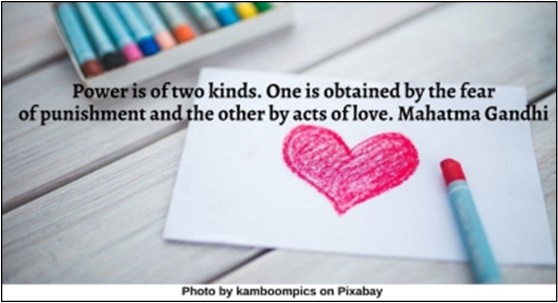 Power is of two kinds. One is obtained by the fear
of punishment and the other by acts of love. Mahatma Gandhi
Photo by kamboompics on Pixabay